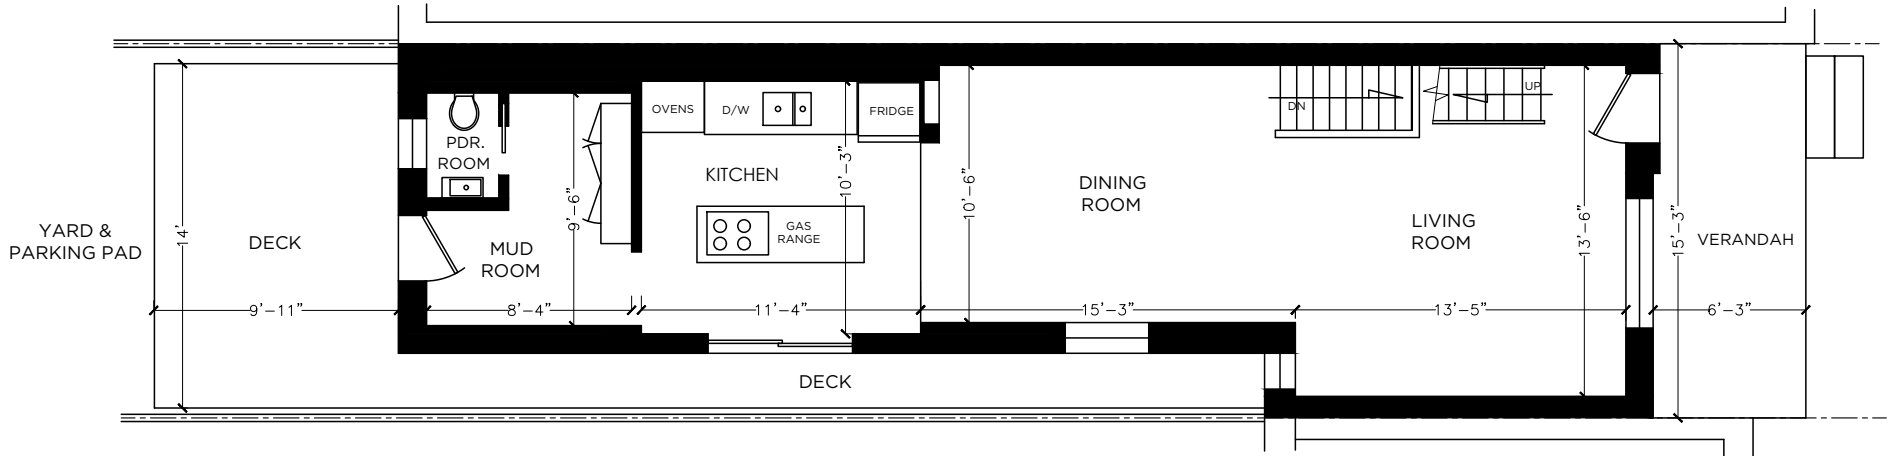 YARD &
PARKING PAD
DECK
14'
9'-11"
PDR.
ROOM
MUD
ROOM
9'-6"
8'-4"
OVENS
D/W
FRIDGE
KITCHEN
10'-3"
GAS
RANGE
11'-4"
DECK
10'-6"
DINING
ROOM
15'-3"
DN
UP
LIVING
ROOM
13'-6"
13'-5"
15'-3"
VERANDAH
6'-3"